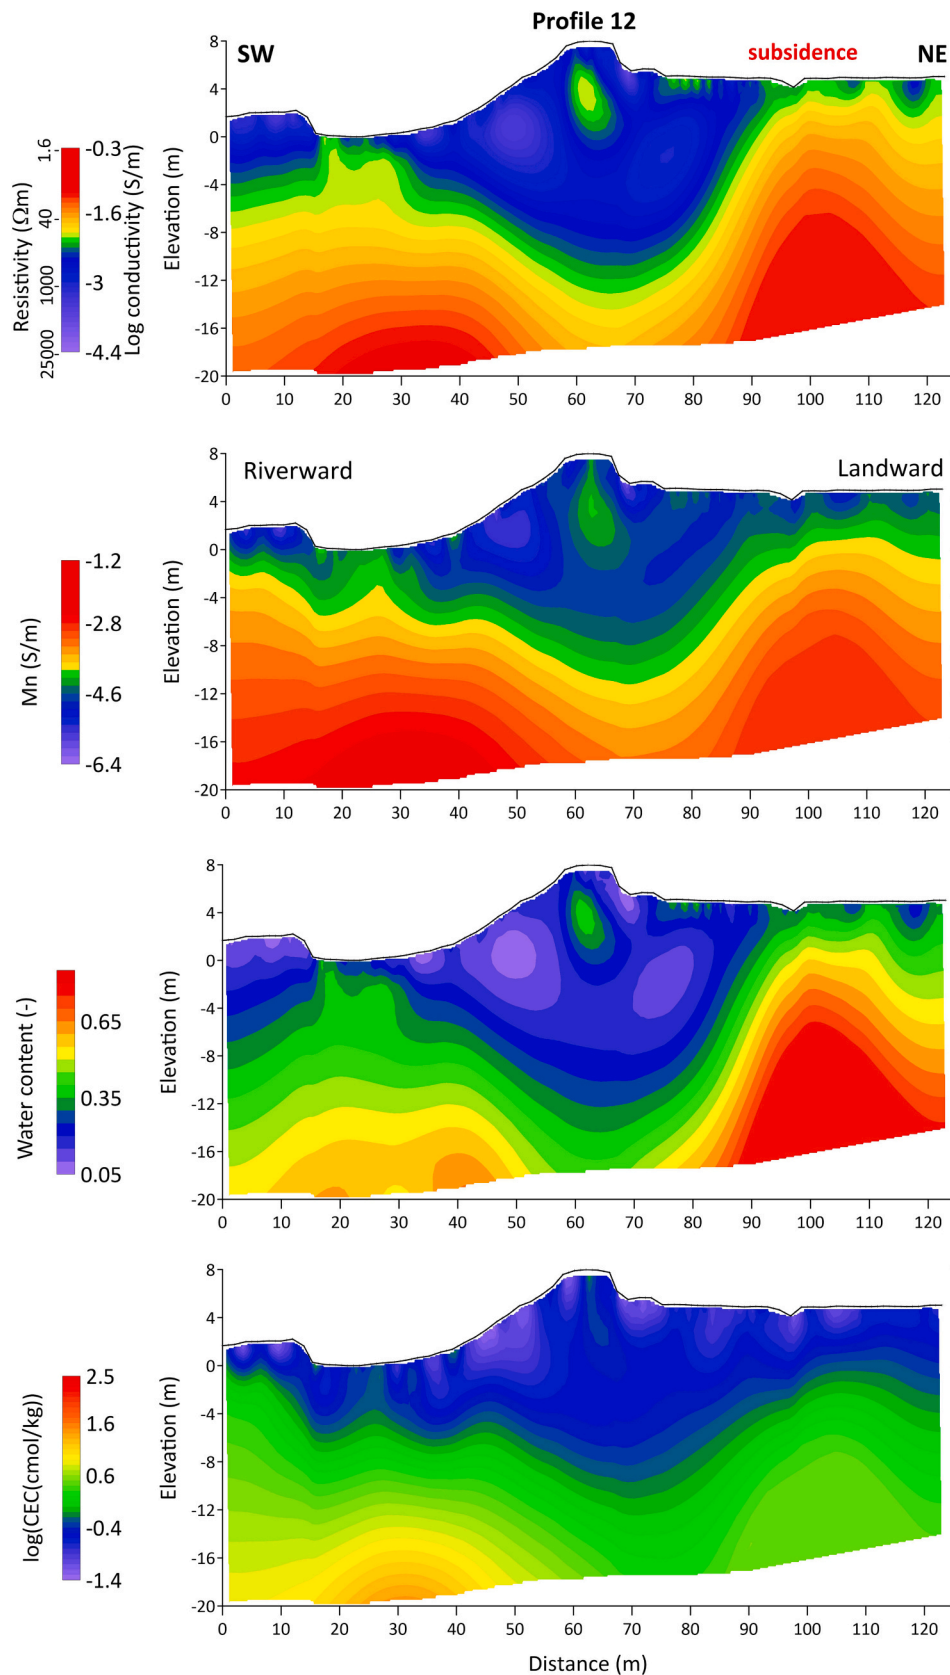 Profile 12
SW
subsidence
NE
8
4
0
-4
-8
-12
-16
-20
Elevation (m)
0 10 20 30 40 50 60 70 80 90 100 110 120
Resistivity (Ωm)
1.6
40
1000
25000
-0.3
-1.6
-3
-4.4
Log conductivity (S/m)
Riverward
Landward
8
4
0
-4
-8
-12
-16
-20
Elevation (m)
0 10 20 30 40 50 60 70 80 90 100 110 120
Mn (S/m)
-1.2
-2.8
-4.6
-6.4
8
4
0
-4
-8
-12
-16
-20
Elevation (m)
0 10 20 30 40 50 60 70 80 90 100 110 120
Water content (-)
0.65
0.35
0.05
8
4
0
-4
-8
-12
-16
-20
Elevation (m)
0 10 20 30 40 50 60 70 80 90 100 110 120
log(CEC(cmol/kg))
2.5
1.6
0.6
-0.4
-1.4
Distance (m)